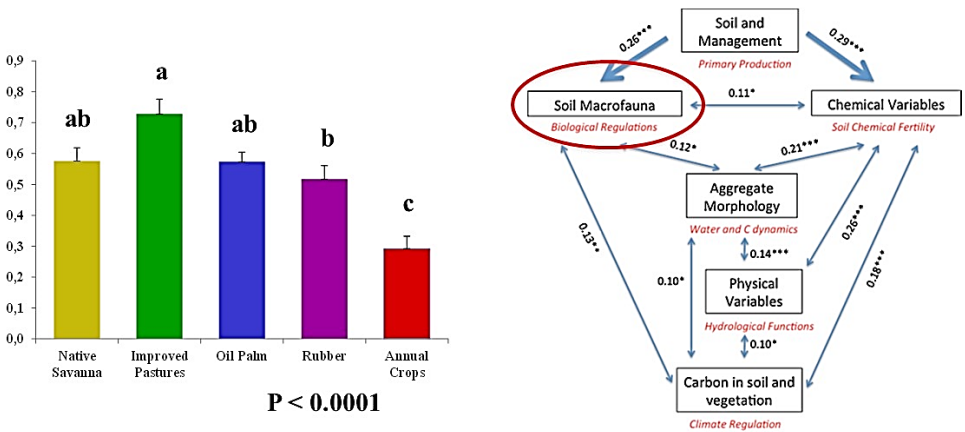 0,9
0,8
0,7
0,6
0,5
0,4
0,3
0,2
0,1
0,0
ab
a
ab
b
c
Native
Savanna
Improved
Pastures
Oil Palm
Rubber
Annual
Crops
P < 0.0001
Soil and
Management
Primary Production
0.26***
0.29***
Soil Macrofauna
Biological Regulations
0.11*
Chemical Variables
Soil Chemical Fertility
0.12*
0.21***
Aggregate
Morphology
Water and C dynamics
0.13**
0.14***
0.26***
0.18***
0.10*
Physical
Variables
Hydrological Functions
0.10*
Carbon in soil and
vegetation
Climate Regulation